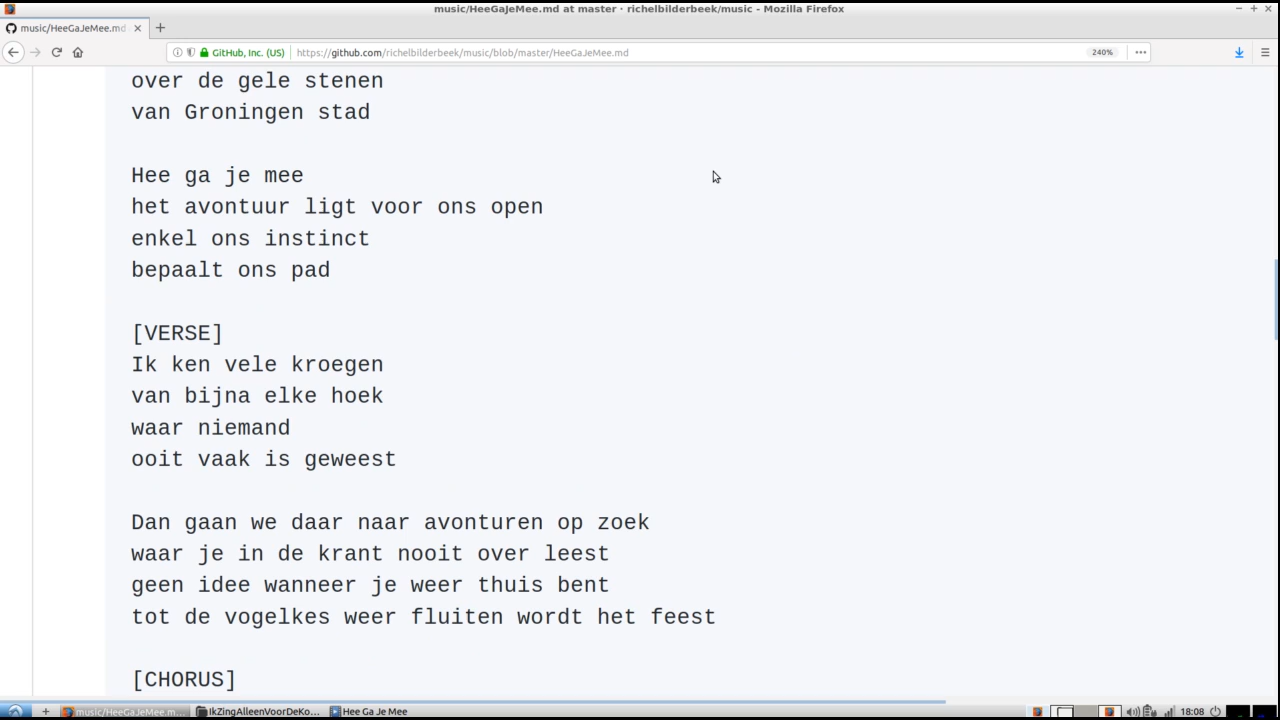 music/HeeGaJeMee.md at master · richelbilderbeek/music - Mozilla Firefox
music/HeeGaJeMee.md
GitHub, Inc. (US)
https://github.com/richelbilderbeek/music/blob/master/HeeGaJeMee.md
240%
over de gele stenen
van Groningen stad
Hee ga je mee
het avontuur ligt voor ons open
enkel ons instinct
bepaalt ons pad
[VERSE]
Ik ken vele kroegen
van bijna elke hoek
waar niemand
ooit vaak is geweest
Dan gaan we daar naar avonturen op zoek
waar je in de krant nooit over leest
geen idee wanneer je weer thuis bent
tot de vogelkes weer fluiten wordt het feest
[CHORUS]
music/HeeGaJeMee.m...
IkZingAlleenVoorDeKo...
Hee Ga Je Mee
18:08